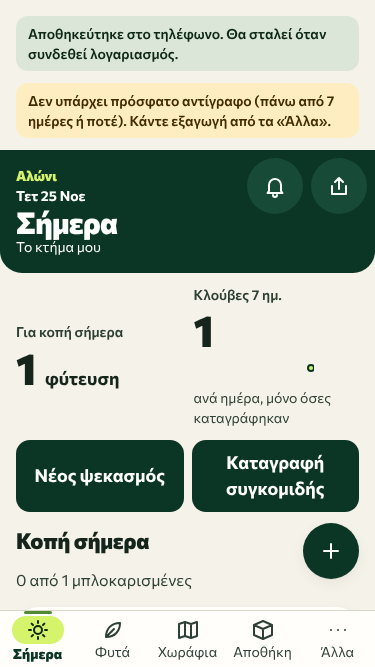 Αποθηκεύτηκε στο τηλέφωνο. Θα σταλεί όταν
συνδεθεί λογαριασμός.
Δεν υπάρχει πρόσφατο αντίγραφο (πάνω από 7
ημέρες ή ποτέ). Κάντε εξαγωγή από τα «Άλλα».
Αλώνι
Τετ 25 Νοε
Σήμερα
Το κτήμα μου
Για κοπή σήμερα
1 φύτευση
Κλούβες 7 ημ.
1
ανά ημέρα, μόνο όσες
καταγράφηκαν
Νέος ψεκασμός
Καταγραφή
συγκομιδής
Κοπή σήμερα
0 από 1 μπλοκαρισμένες
Σήμερα
Φυτά
Χωράφια
Αποθήκη
Άλλα